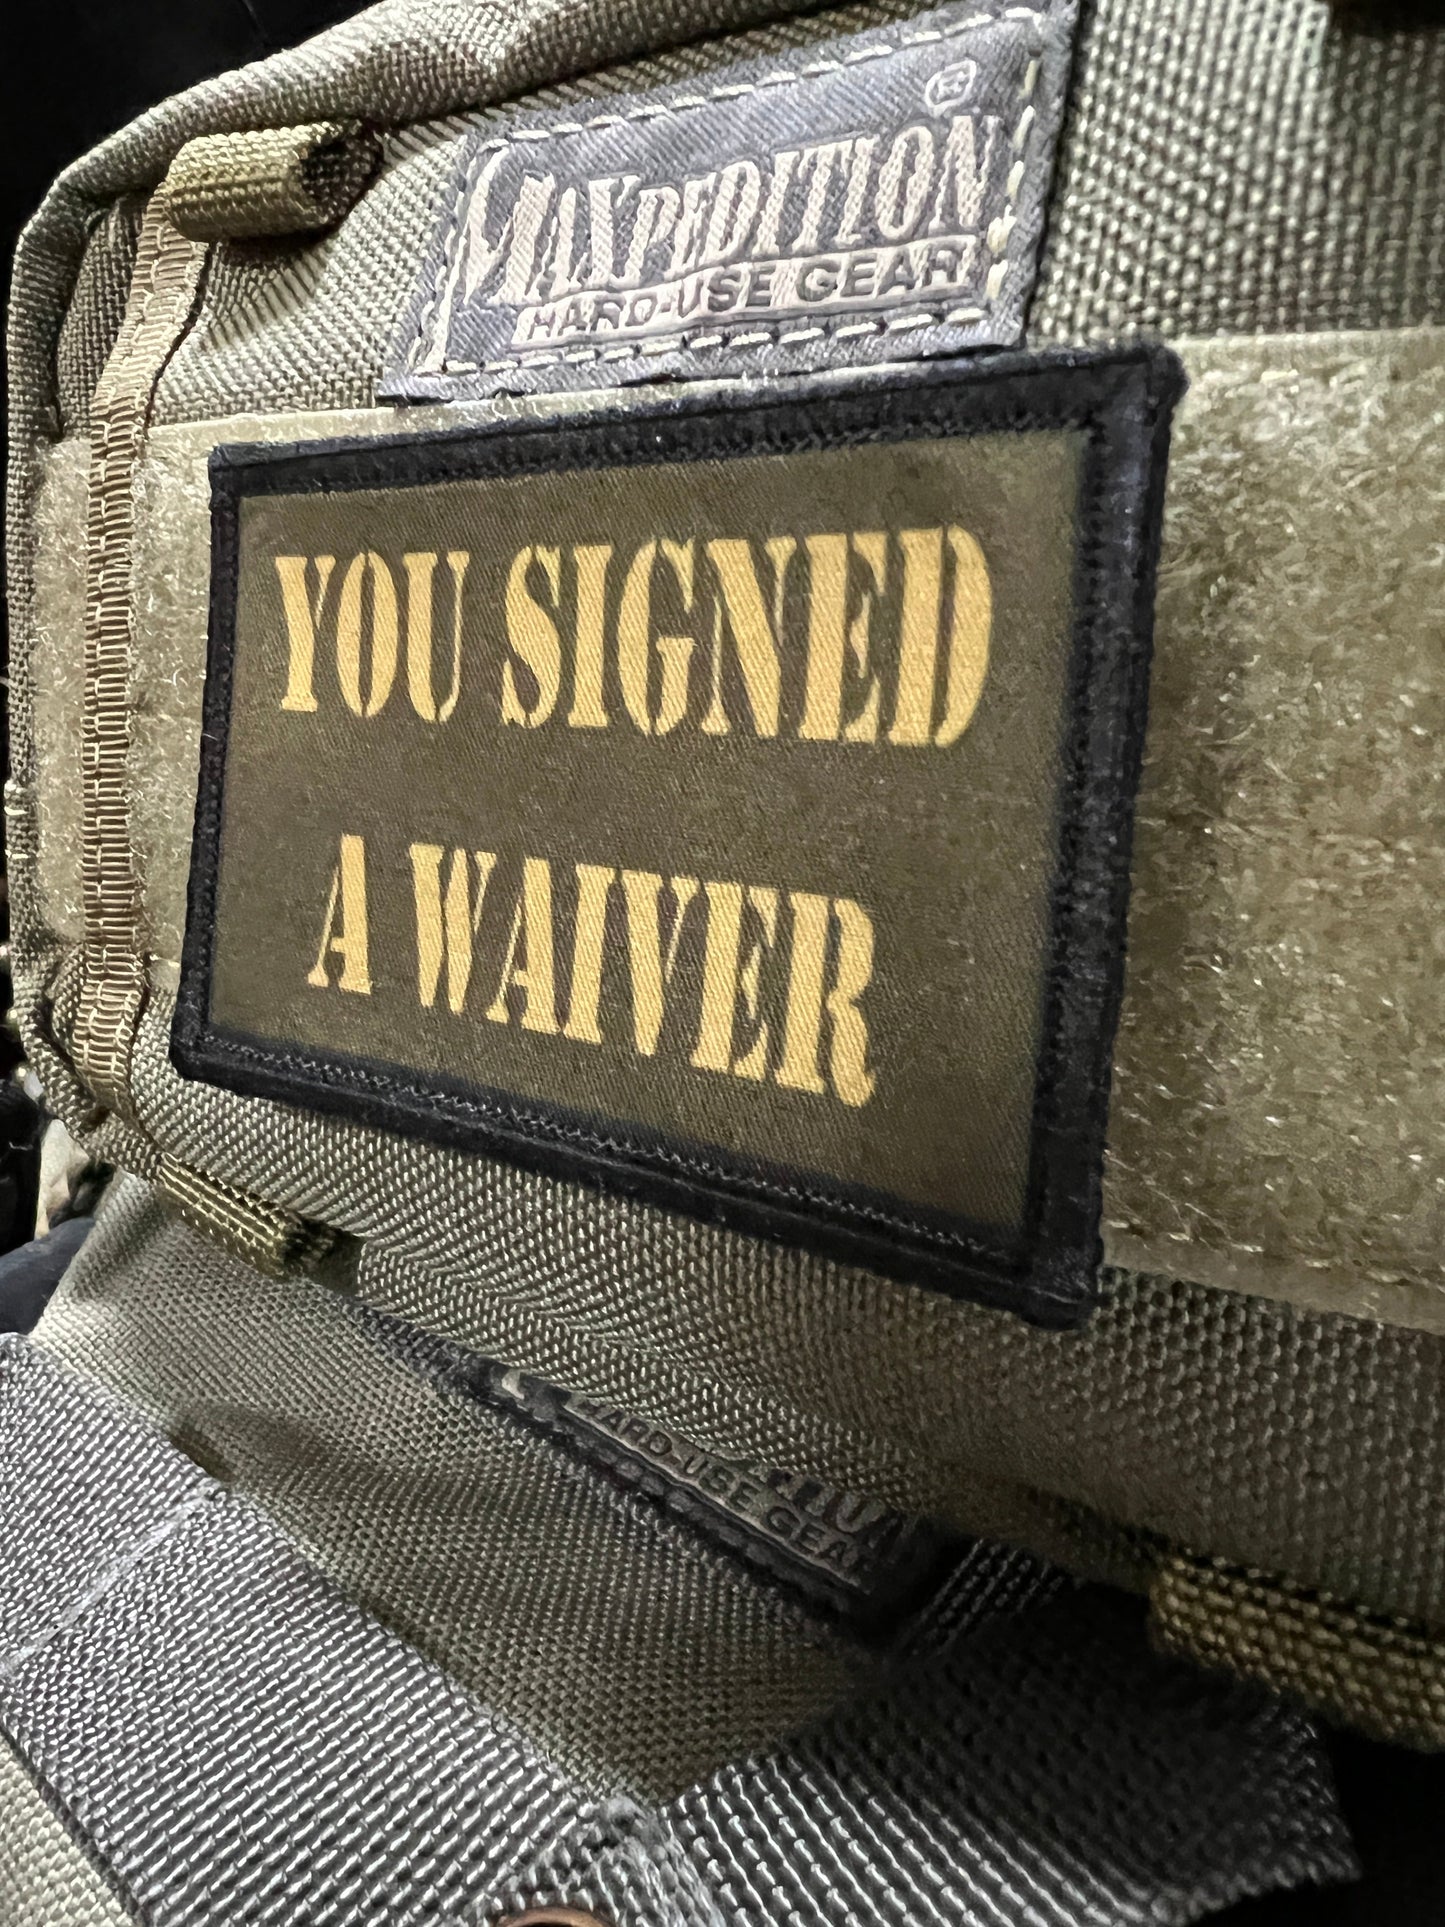 MAXPEDITION®
HARD-USE GEAR
YOU SIGNED
A WAIVER
HARD-USE GEAR